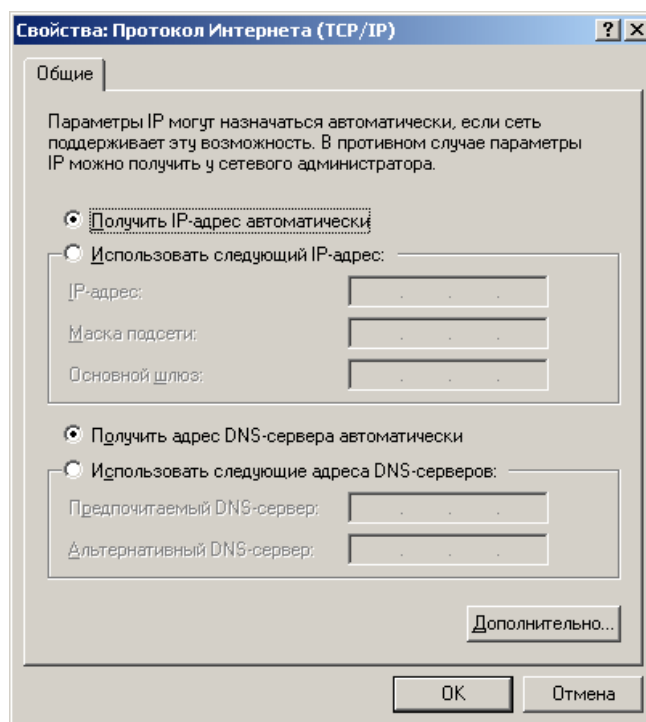 Свойства: Протокол Интернета (TCP/IP)
Общие
Параметры IP могут назначаться автоматически, если сеть
поддерживает эту возможность. В противном случае параметры
IP можно получить у сетевого администратора.
Получить IP-адрес автоматически
Использовать следующий IP-адрес:
IP-адрес:
Маска подсети:
Основной шлюз:
Получить адрес DNS-сервера автоматически
Использовать следующие адреса DNS-серверов:
Предпочитаемый DNS-сервер:
Альтернативный DNS-сервер:
Дополнительно...
OK
Отмена